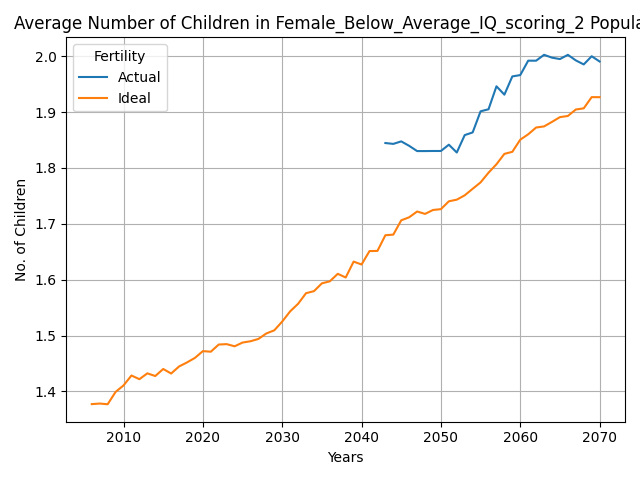 Average Number of Children in Female_Below_Average_IQ_scoring_2 Popula
Fertility
Actual
Ideal
2.0
1.9
1.8
1.7
1.6
1.5
1.4
No. of Children
2010 2020 2030 2040 2050 2060 2070
Years